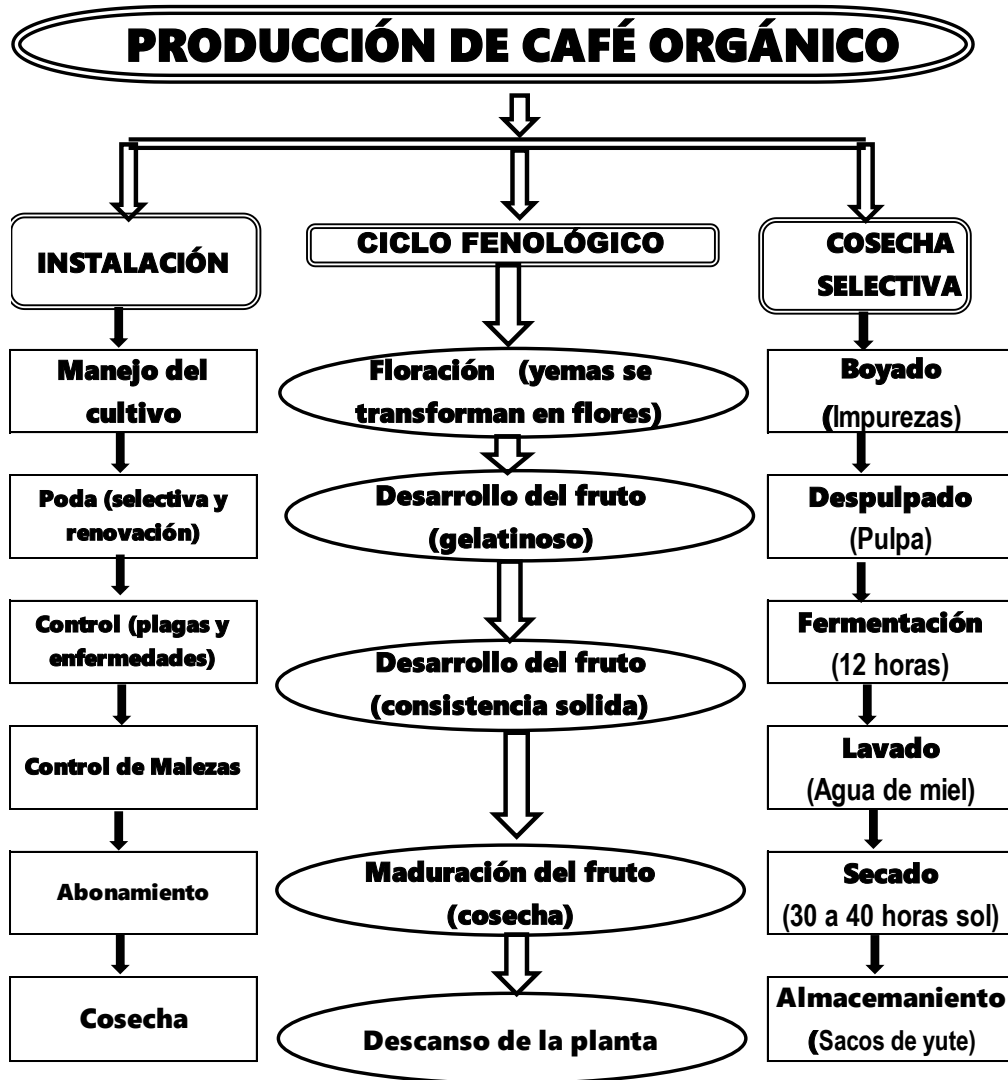 PRODUCCIÓN DE CAFÉ ORGÁNICO
INSTALACIÓN
Manejo del
cultivo
Poda (selectiva y
renovación)
Control (plagas y
enfermedades)
Control de Malezas
Abonamiento
Cosecha
CICLO FENOLÓGICO
Floración (yemas se
transforman en flores)
Desarrollo del fruto
(gelatinoso)
Desarrollo del fruto
(consistencia solida)
Maduración del fruto
(cosecha)
Descanso de la planta
COSECHA
SELECTIVA
Boyado
(Impurezas)
Despulpado
(Pulpa)
Fermentación
(12 horas)
Lavado
(Agua de miel)
Secado
(30 a 40 horas sol)
Almacemaniento
(Sacos de yute)